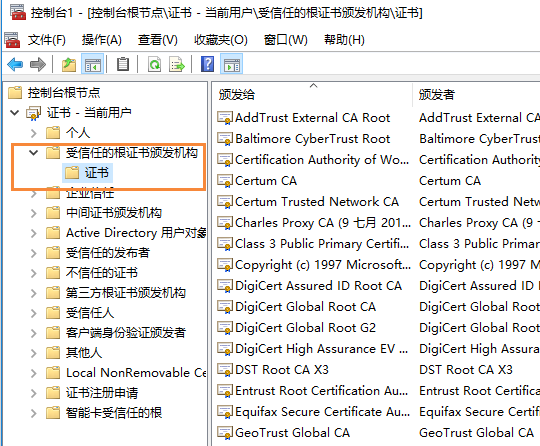 控制台1 - [控制台根节点\证书 - 当前用户\受信任的根证书颁发机构\证书]
文件(F) 操作(A) 查看(V) 收藏夹(O) 窗口(W) 帮助(H)
控制台根节点
证书 - 当前用户
个人
受信任的根证书颁发机构
证书
企业信任
中间证书颁发机构
Active Directory 用户对象
受信任的发布者
不信任的证书
第三方根证书颁发机构
受信任人
客户端身份验证颁发者
其他人
Local NonRemovable Ce
证书注册申请
智能卡受信任的根
颁发给 颁发者
AddTrust External CA Root AddTrust External CA
Baltimore CyberTrust Root Baltimore CyberTru
Certification Authority of Wo... Certification Autho
Certum CA Certum CA
Certum Trusted Network CA Certum Trusted Net
Charles Proxy CA (9 七月 201... Charles Proxy CA (9
Class 3 Public Primary Certifi... Class 3 Public Prima
Copyright (c) 1997 Microsoft... Copyright (c) 1997
DigiCert Assured ID Root CA DigiCert Assured ID
DigiCert Global Root CA DigiCert Global Roo
DigiCert Global Root G2 DigiCert Global Roo
DigiCert High Assurance EV ... DigiCert High Assur
DST Root CA X3 DST Root CA X3
Entrust Root Certification Au... Entrust Root Certifi
Equifax Secure Certificate Au... Equifax Secure Certi
GeoTrust Global CA GeoTrust Global CA